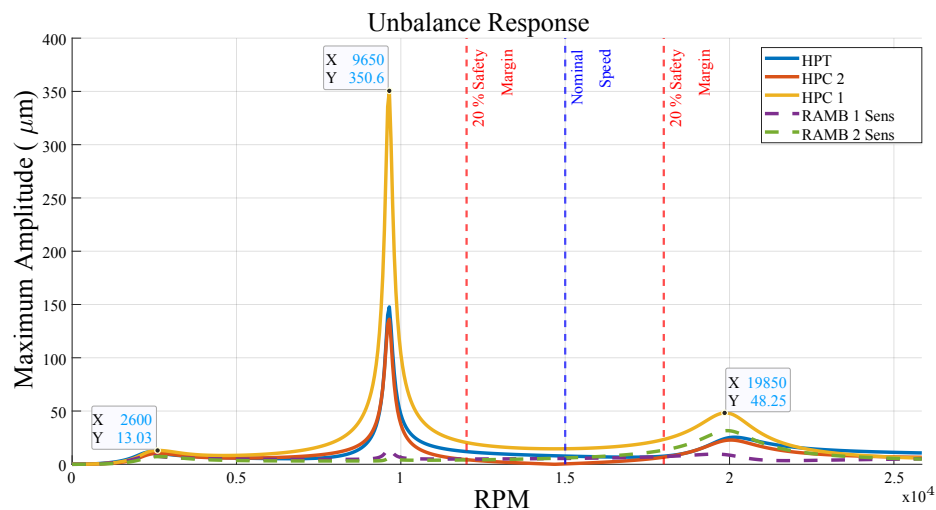 Unbalance Response
400
350
300
250
200
150
100
50
0
Maximum Amplitude ( μm)
X 2600
Y 13.03
X 9650
Y 350.6
20 % Safety
Margin
Nominal
Speed
20 % Safety
Margin
X 19850
Y 48.25
HPT
HPC 2
HPC 1
RAMB 1 Sens
RAMB 2 Sens
0 0.5 1 1.5 2 2.5
×10⁴
RPM